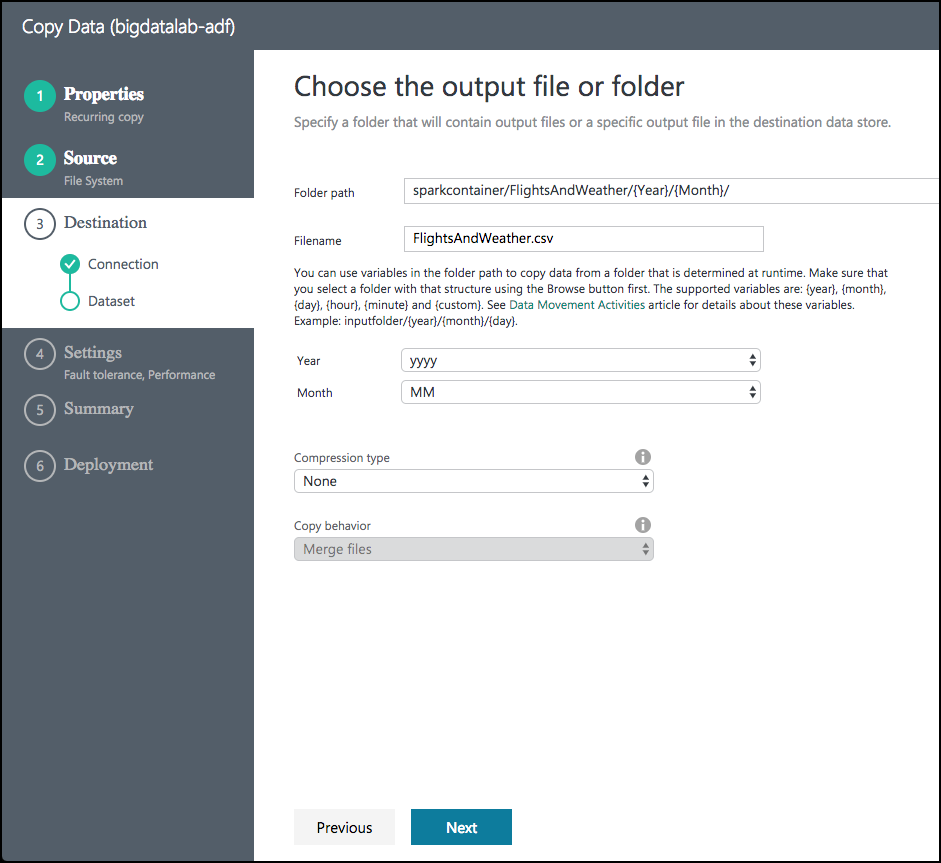 Copy Data (bigdatalab-adf)
1
Properties
Recurring copy
2
Source
File System
3
Destination
Connection
Dataset
4
Settings
Fault tolerance, Performance
5
Summary
6
Deployment
Choose the output file or folder
Specify a folder that will contain output files or a specific output file in the destination data store.
Folder path
sparkcontainer/FlightsAndWeather/{Year}/{Month}/
Filename
FlightsAndWeather.csv
You can use variables in the folder path to copy data from a folder that is determined at runtime. Make sure that
you select a folder with that structure using the Browse button first. The supported variables are: {year}, {month},
{day}, {hour}, {minute} and {custom}. See Data Movement Activities article for details about these variables.
Example: inputfolder/{year}/{month}/{day}.
Year
yyyy
Month
MM
Compression type
None
Copy behavior
Merge files
Previous
Next